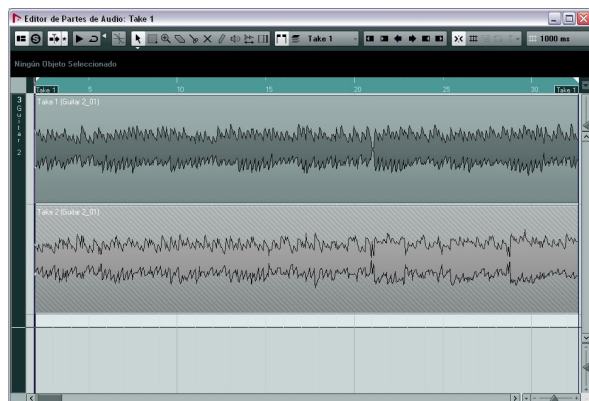 Editor de Partes de Audio: Take 1
Take 1
1000 ms
Ningún Objeto Seleccionado
Take 1 5 10 15 20 25 30 Take 1
3
Guitar
2
Take 1 (Guitar 2_01)
Take 2 (Guitar 2_01)